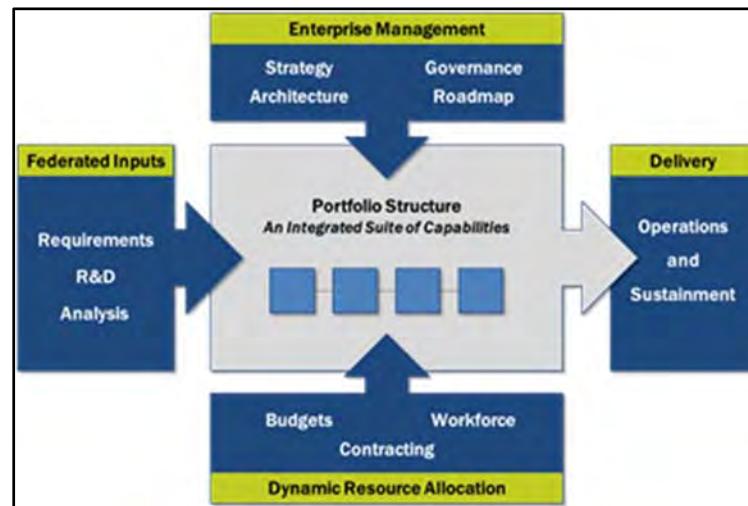 Enterprise Management
Strategy Governance
Architecture Roadmap
Federated Inputs
Requirements
R&D
Analysis
Portfolio Structure
An Integrated Suite of Capabilities
Delivery
Operations
and
Sustainment
Budgets Workforce
Contracting
Dynamic Resource Allocation